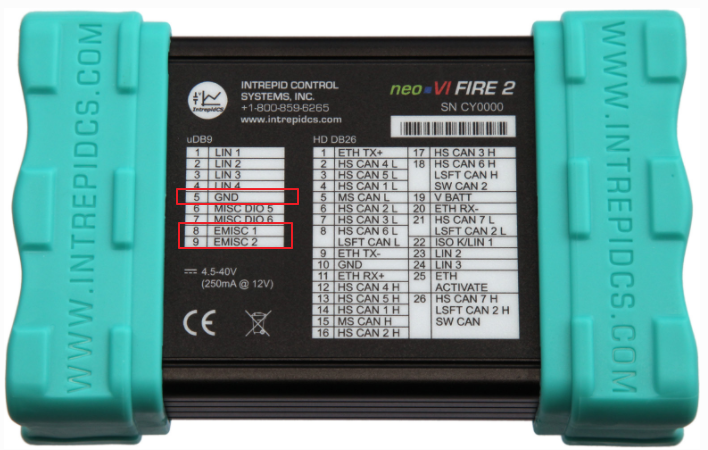 WWW.INTREPIDCS.COM
IntrepidCS
INTREPID CONTROL
SYSTEMS, INC.
+1-800-859-6265
www.intrepidcs.com
neo VI FIRE 2
SN CY0000
uDB9
1 LIN 1
2 LIN 2
3 LIN 3
4 LIN 4
5 GND
6 MISC DIO 5
7 MISC DIO 6
8 EMISC 1
9 EMISC 2
4.5-40V
(250mA @ 12V)
CE
HD DB26
1 ETH TX+
2 HS CAN 4 L
3 HS CAN 5 L
4 HS CAN 1 L
5 MS CAN L
6 HS CAN 2 L
7 HS CAN 3 L
8 HS CAN 6 L
LSFT CAN L
9 ETH TX-
10 GND
11 ETH RX+
12 HS CAN 4 H
13 HS CAN 5 H
14 HS CAN 1 H
15 MS CAN H
16 HS CAN 2 H
17 HS CAN 3 H
18 HS CAN 6 H
LSFT CAN H
SW CAN 2
19 V BATT
20 ETH RX-
21 HS CAN 7 L
LSFT CAN 2 L
22 ISO K/LIN 1
23 LIN 2
24 LIN 3
25 ETH
ACTIVATE
26 HS CAN 7 H
LSFT CAN 2 H
SW CAN
WWW.INTREPIDCS.COM